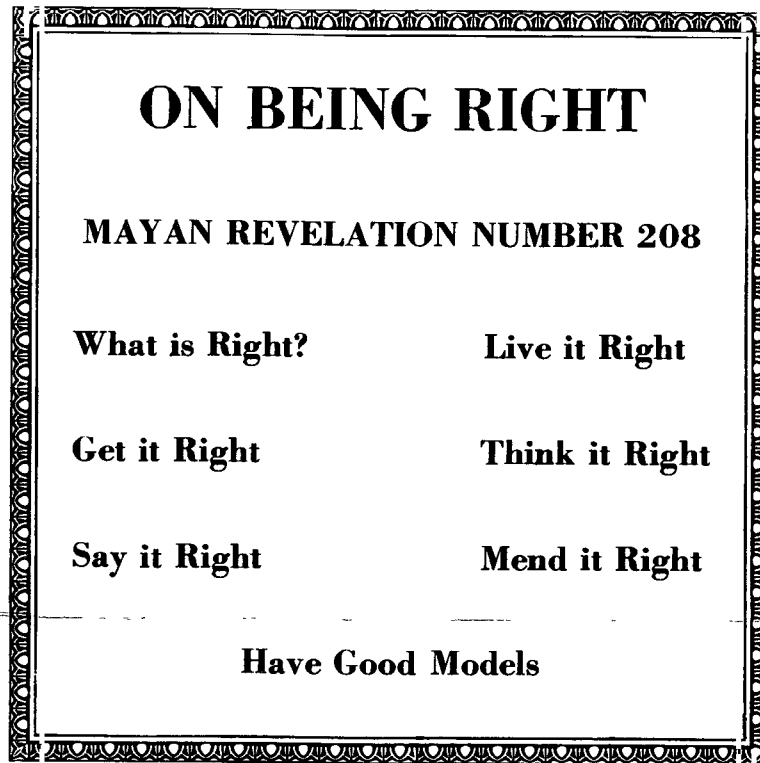 ON BEING RIGHT
MAYAN REVELATION NUMBER 208
What is Right?
Live it Right
Get it Right
Think it Right
Say it Right
Mend it Right
Have Good Models